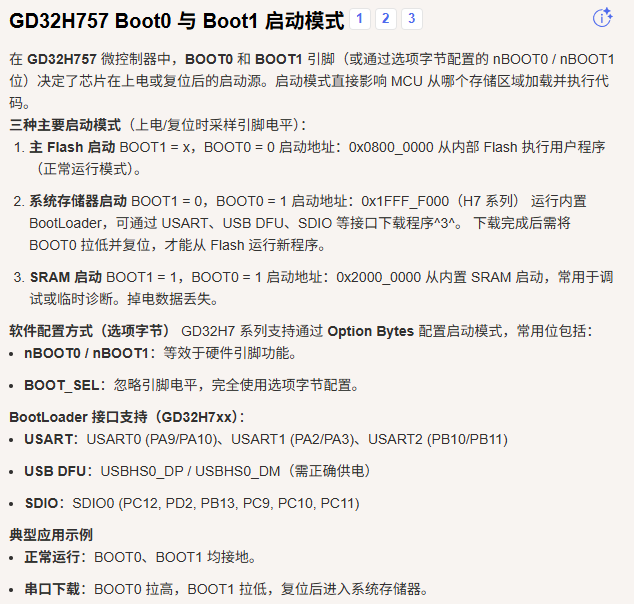 GD32H757 Boot0 与 Boot1 启动模式 1 2 3
在 GD32H757 微控制器中，BOOT0 和 BOOT1 引脚（或通过选项字节配置的 nBOOT0 / nBOOT1
位）决定了芯片在上电或复位后的启动源。启动模式直接影响 MCU 从哪个存储区域加载并执行代
码。
三种主要启动模式（上电/复位时采样引脚电平）：
1. 主 Flash 启动 BOOT1 = x，BOOT0 = 0 启动地址：0x0800_0000 从内部 Flash 执行用户程序
（正常运行模式）。
2. 系统存储器启动 BOOT1 = 0，BOOT0 = 1 启动地址：0x1FFF_F000（H7 系列） 运行内置
BootLoader，可通过 USART、USB DFU、SDIO 等接口下载程序^3^。 下载完成后需将
BOOT0 拉低并复位，才能从 Flash 运行新程序。
3. SRAM 启动 BOOT1 = 1，BOOT0 = 1 启动地址：0x2000_0000 从内置 SRAM 启动，常用于调
试或临时诊断。掉电数据丢失。
软件配置方式（选项字节） GD32H7 系列支持通过 Option Bytes 配置启动模式，常用位包括：
• nBOOT0 / nBOOT1：等效于硬件引脚功能。
• BOOT_SEL：忽略引脚电平，完全使用选项字节配置。
BootLoader 接口支持（GD32H7xx）：
• USART：USART0 (PA9/PA10)、USART1 (PA2/PA3)、USART2 (PB10/PB11)
• USB DFU：USBHS0_DP / USBHS0_DM（需正确供电）
• SDIO：SDIO0 (PC12, PD2, PB13, PC9, PC10, PC11)
典型应用示例
• 正常运行：BOOT0、BOOT1 均接地。
• 串口下载：BOOT0 拉高，BOOT1 拉低，复位后进入系统存储器。